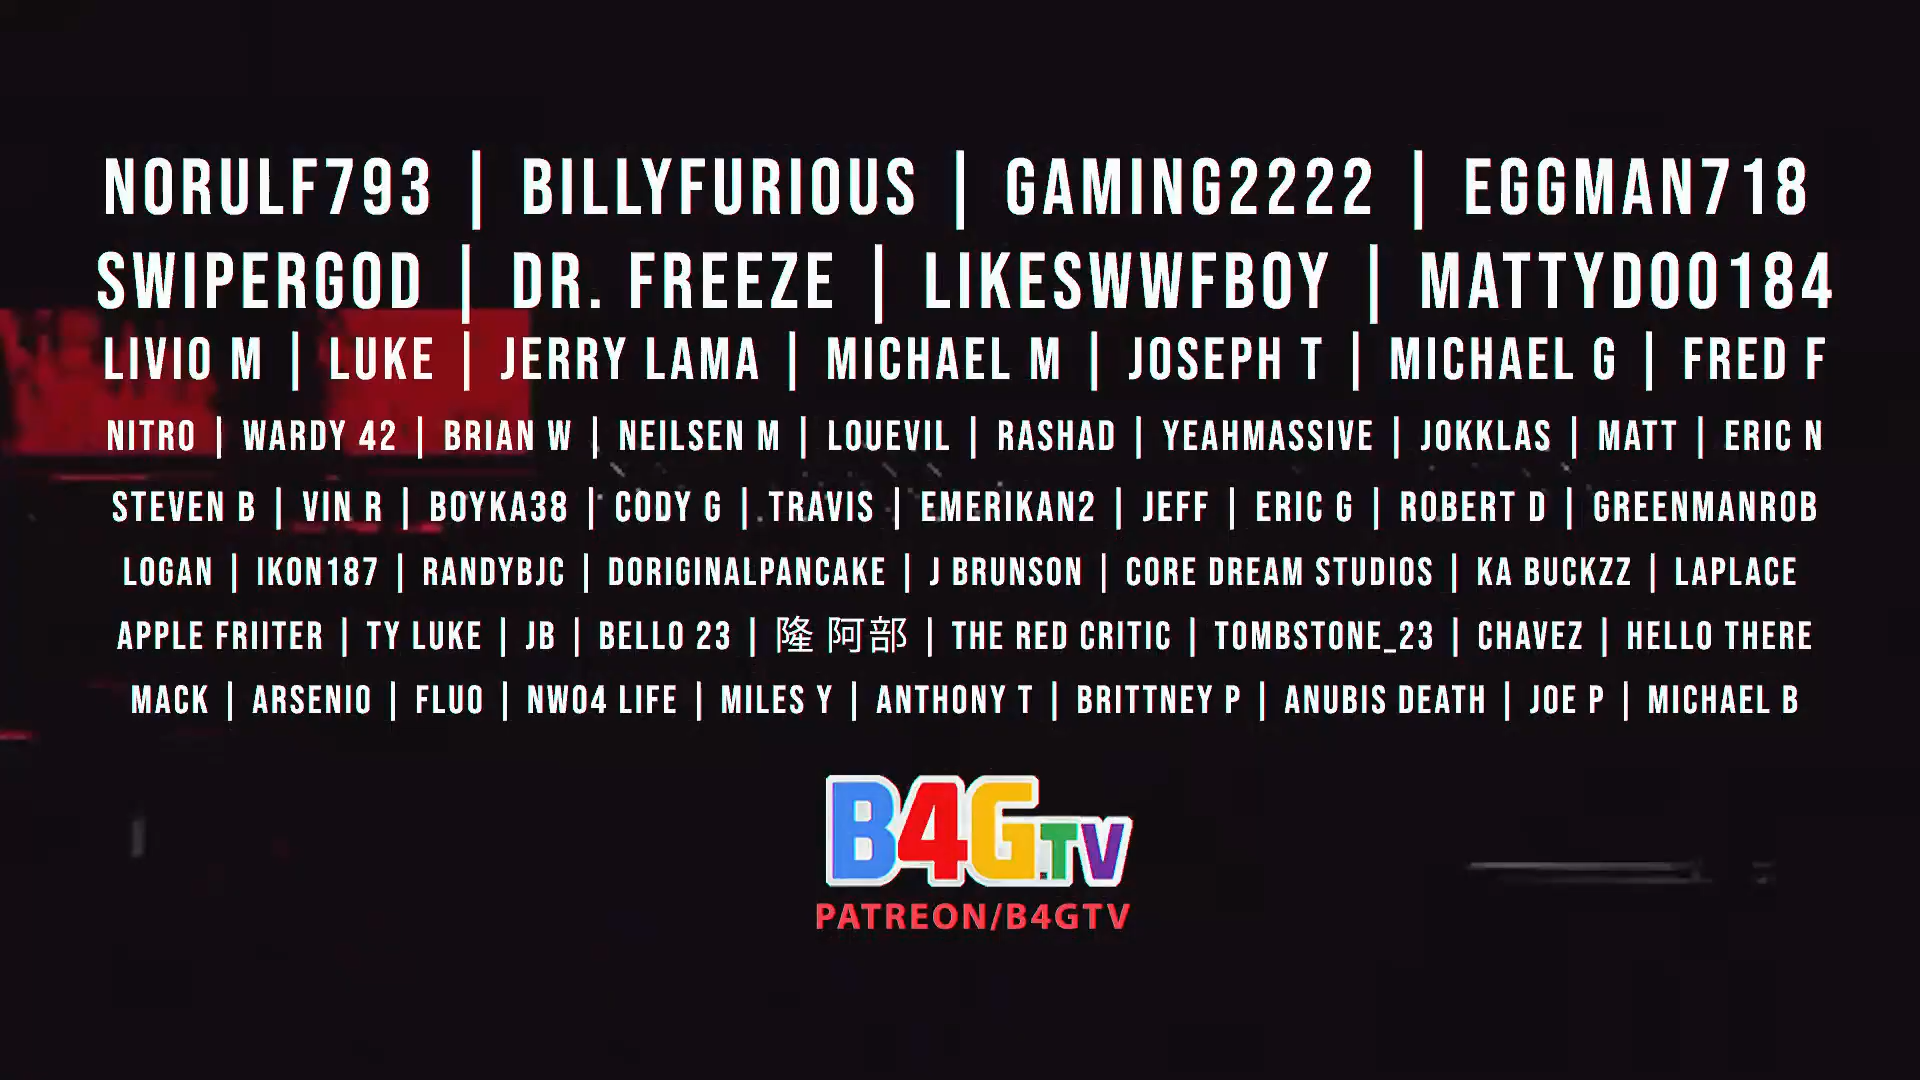 NORULF793 | BILLYFURIOUS | GAMING2222 | EGGMAN718
SWIPERGOD | DR. FREEZE | LIKESWWFBOY | MATTYDOO184
LIVIO M | LUKE | JERRY LAMA | MICHAEL M | JOSEPH T | MICHAEL G | FRED F
NITRO | WARDY 42 | BRIAN W | NEILSEN M | LOUEVIL | RASHAD | YEAHMASSIVE | JOKKLAS | MATT | ERIC N
STEVEN B | VIN R | BOYKA38 | CODY G | TRAVIS | EMERIKAN2 | JEFF | ERIC G | ROBERT D | GREENMANROB
LOGAN | IKON187 | RANDYBJC | DORIGINALPANCAKE | J BRUNSON | CORE DREAM STUDIOS | KA BUCKZZ | LAPLACE
APPLE FRIITER | TY LUKE | JB | BELLO 23 | 隆 阿部 | THE RED CRITIC | TOMBSTONE_23 | CHAVEZ | HELLO THERE
MACK | ARSENIO | FLUO | NWO4 LIFE | MILES Y | ANTHONY T | BRITTNEY P | ANUBIS DEATH | JOE P | MICHAEL B
B4G.TV
PATREON/B4GTV